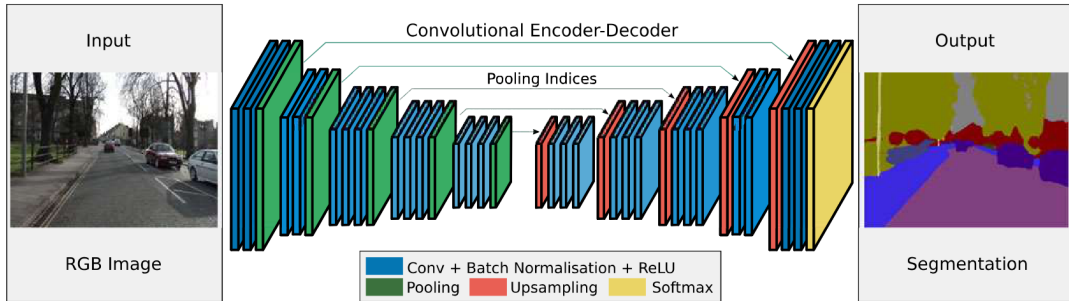 Input
RGB Image
Convolutional Encoder-Decoder
Pooling Indices
Conv + Batch Normalisation + ReLU
Pooling
Upsampling
Softmax
Output
Segmentation